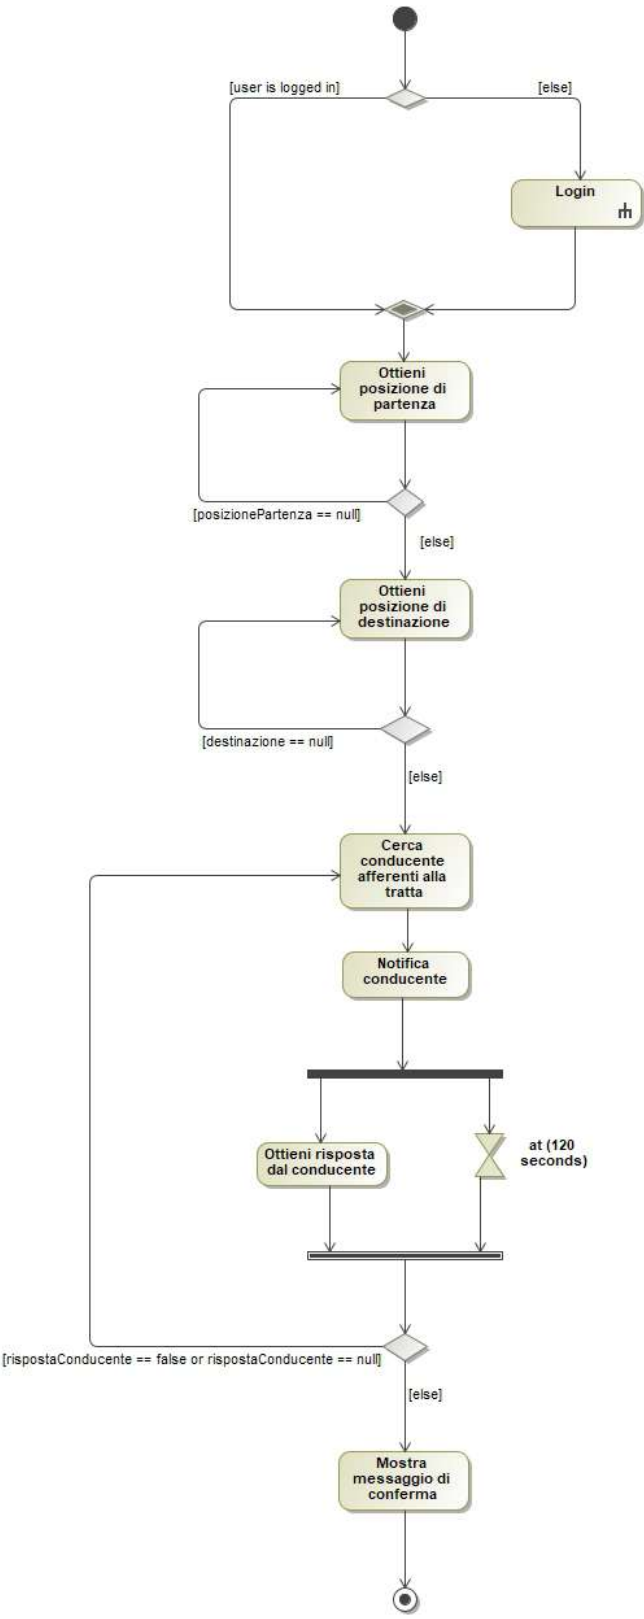 [user is logged in]
[else]
Login
Ottieni
posizione di
partenza
[posizionePartenza == null]
[else]
Ottieni
posizione di
destinazione
[destinazione == null]
[else]
Cerca
conducente
afferenti alla
tratta
Notifica
conducente
Ottieni risposta
dal conducente
at (120
seconds)
[rispostaConducente == false or rispostaConducente == null]
[else]
Mostra
messaggio di
conferma